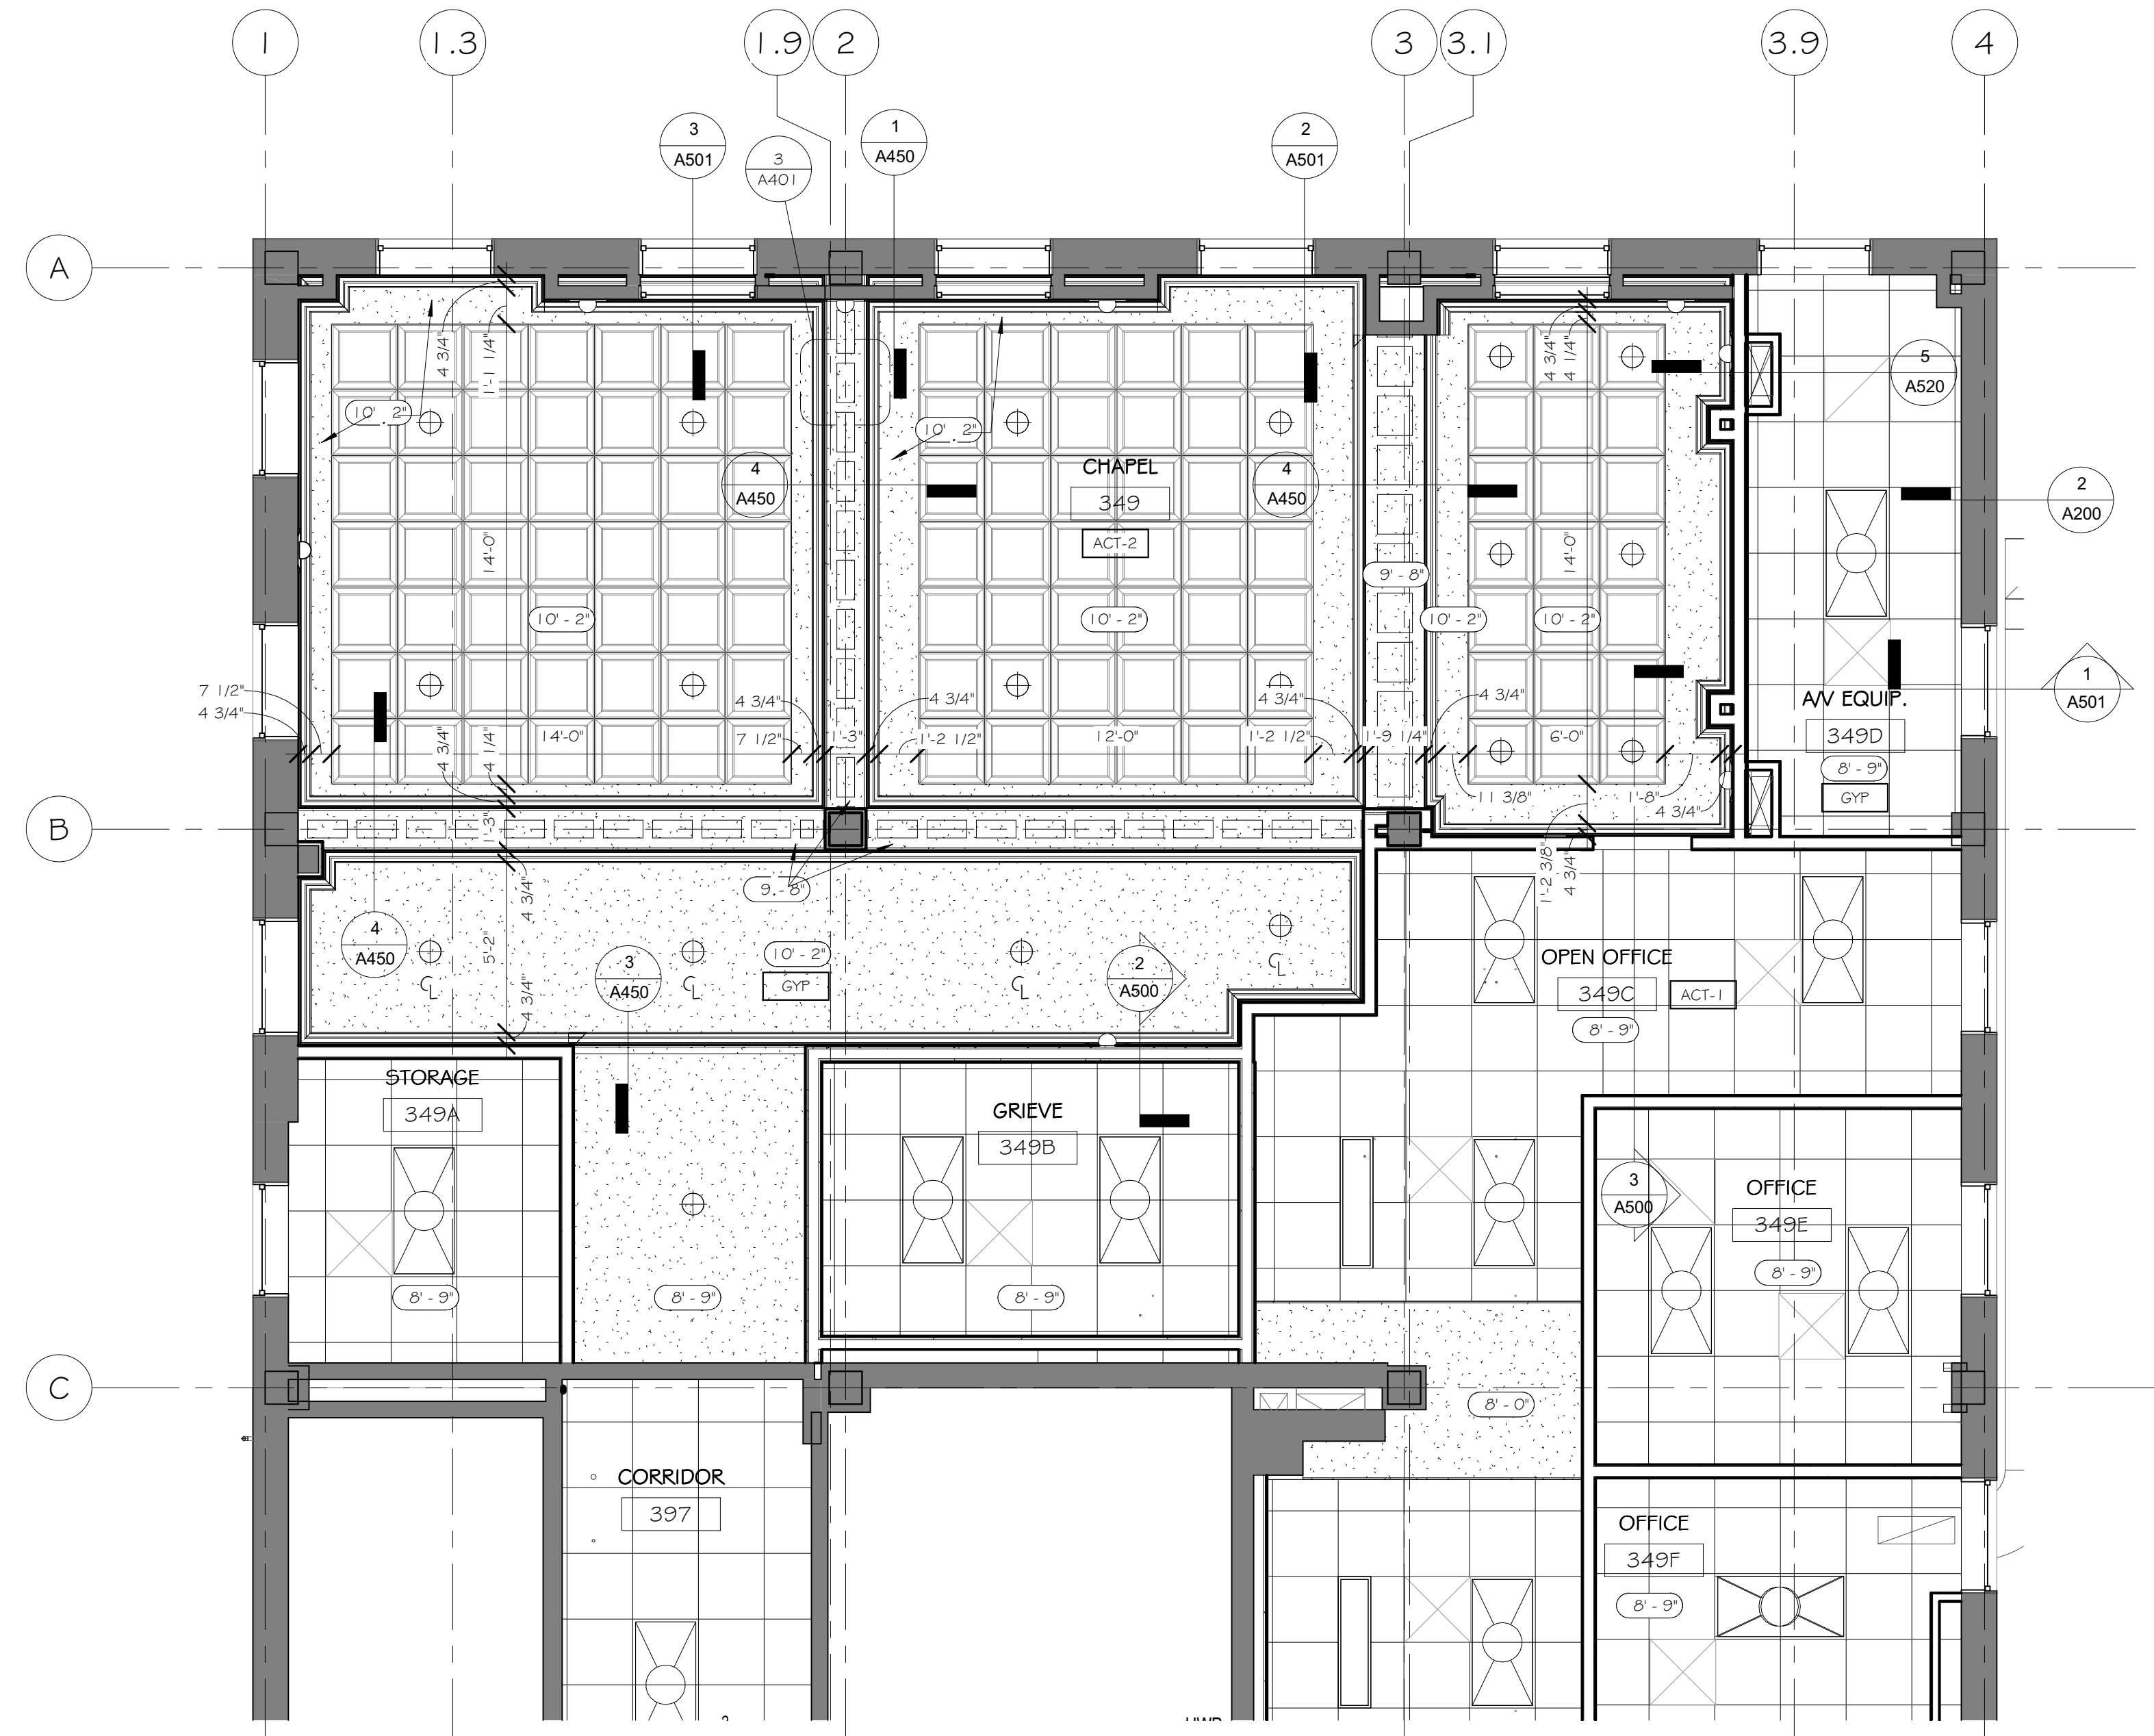 1 1.3 1.9 2 3 3.1 3.9 4
3
A501
3
A401
1
A450
2
A501
A
5
A520
4 3/4"
1'-1 1/4"
4 3/4"
4 1/4"
10' - 2"
10' - 2"
4
A450
CHAPEL
349
ACT-2
4
A450
2
A200
14'-0"
14'-0"
9' - 8"
10' - 2"
10' - 2"
10' - 2"
10' - 2"
7 1/2"
4 3/4"
4 3/4"
4 3/4"
4 3/4"
4 3/4"
1
A501
A/V EQUIP.
349D
8' - 9"
GYP
4 3/4"
4 1/4"
14'-0"
7 1/2"
1'-3"
1'-2 1/2"
12'-0"
1'-2 1/2"
1'-9 1/4"
6'-0"
11 3/8"
1'-8"
4 3/4"
B
1'-3"
4 3/4"
9' - 8"
1'-2 3/8"
4 3/4"
4
A450
5'-2"
4 3/4"
CL
3
A450
CL
10' - 2"
GYP
CL
2
A500
CL
OPEN OFFICE
349C
ACT-1
8' - 9"
STORAGE
349A
8' - 9"
8' - 9"
GRIEVE
349B
8' - 9"
3
A500
OFFICE
349E
8' - 9"
C
8' - 0"
CORRIDOR
397
OFFICE
349F
8' - 9"